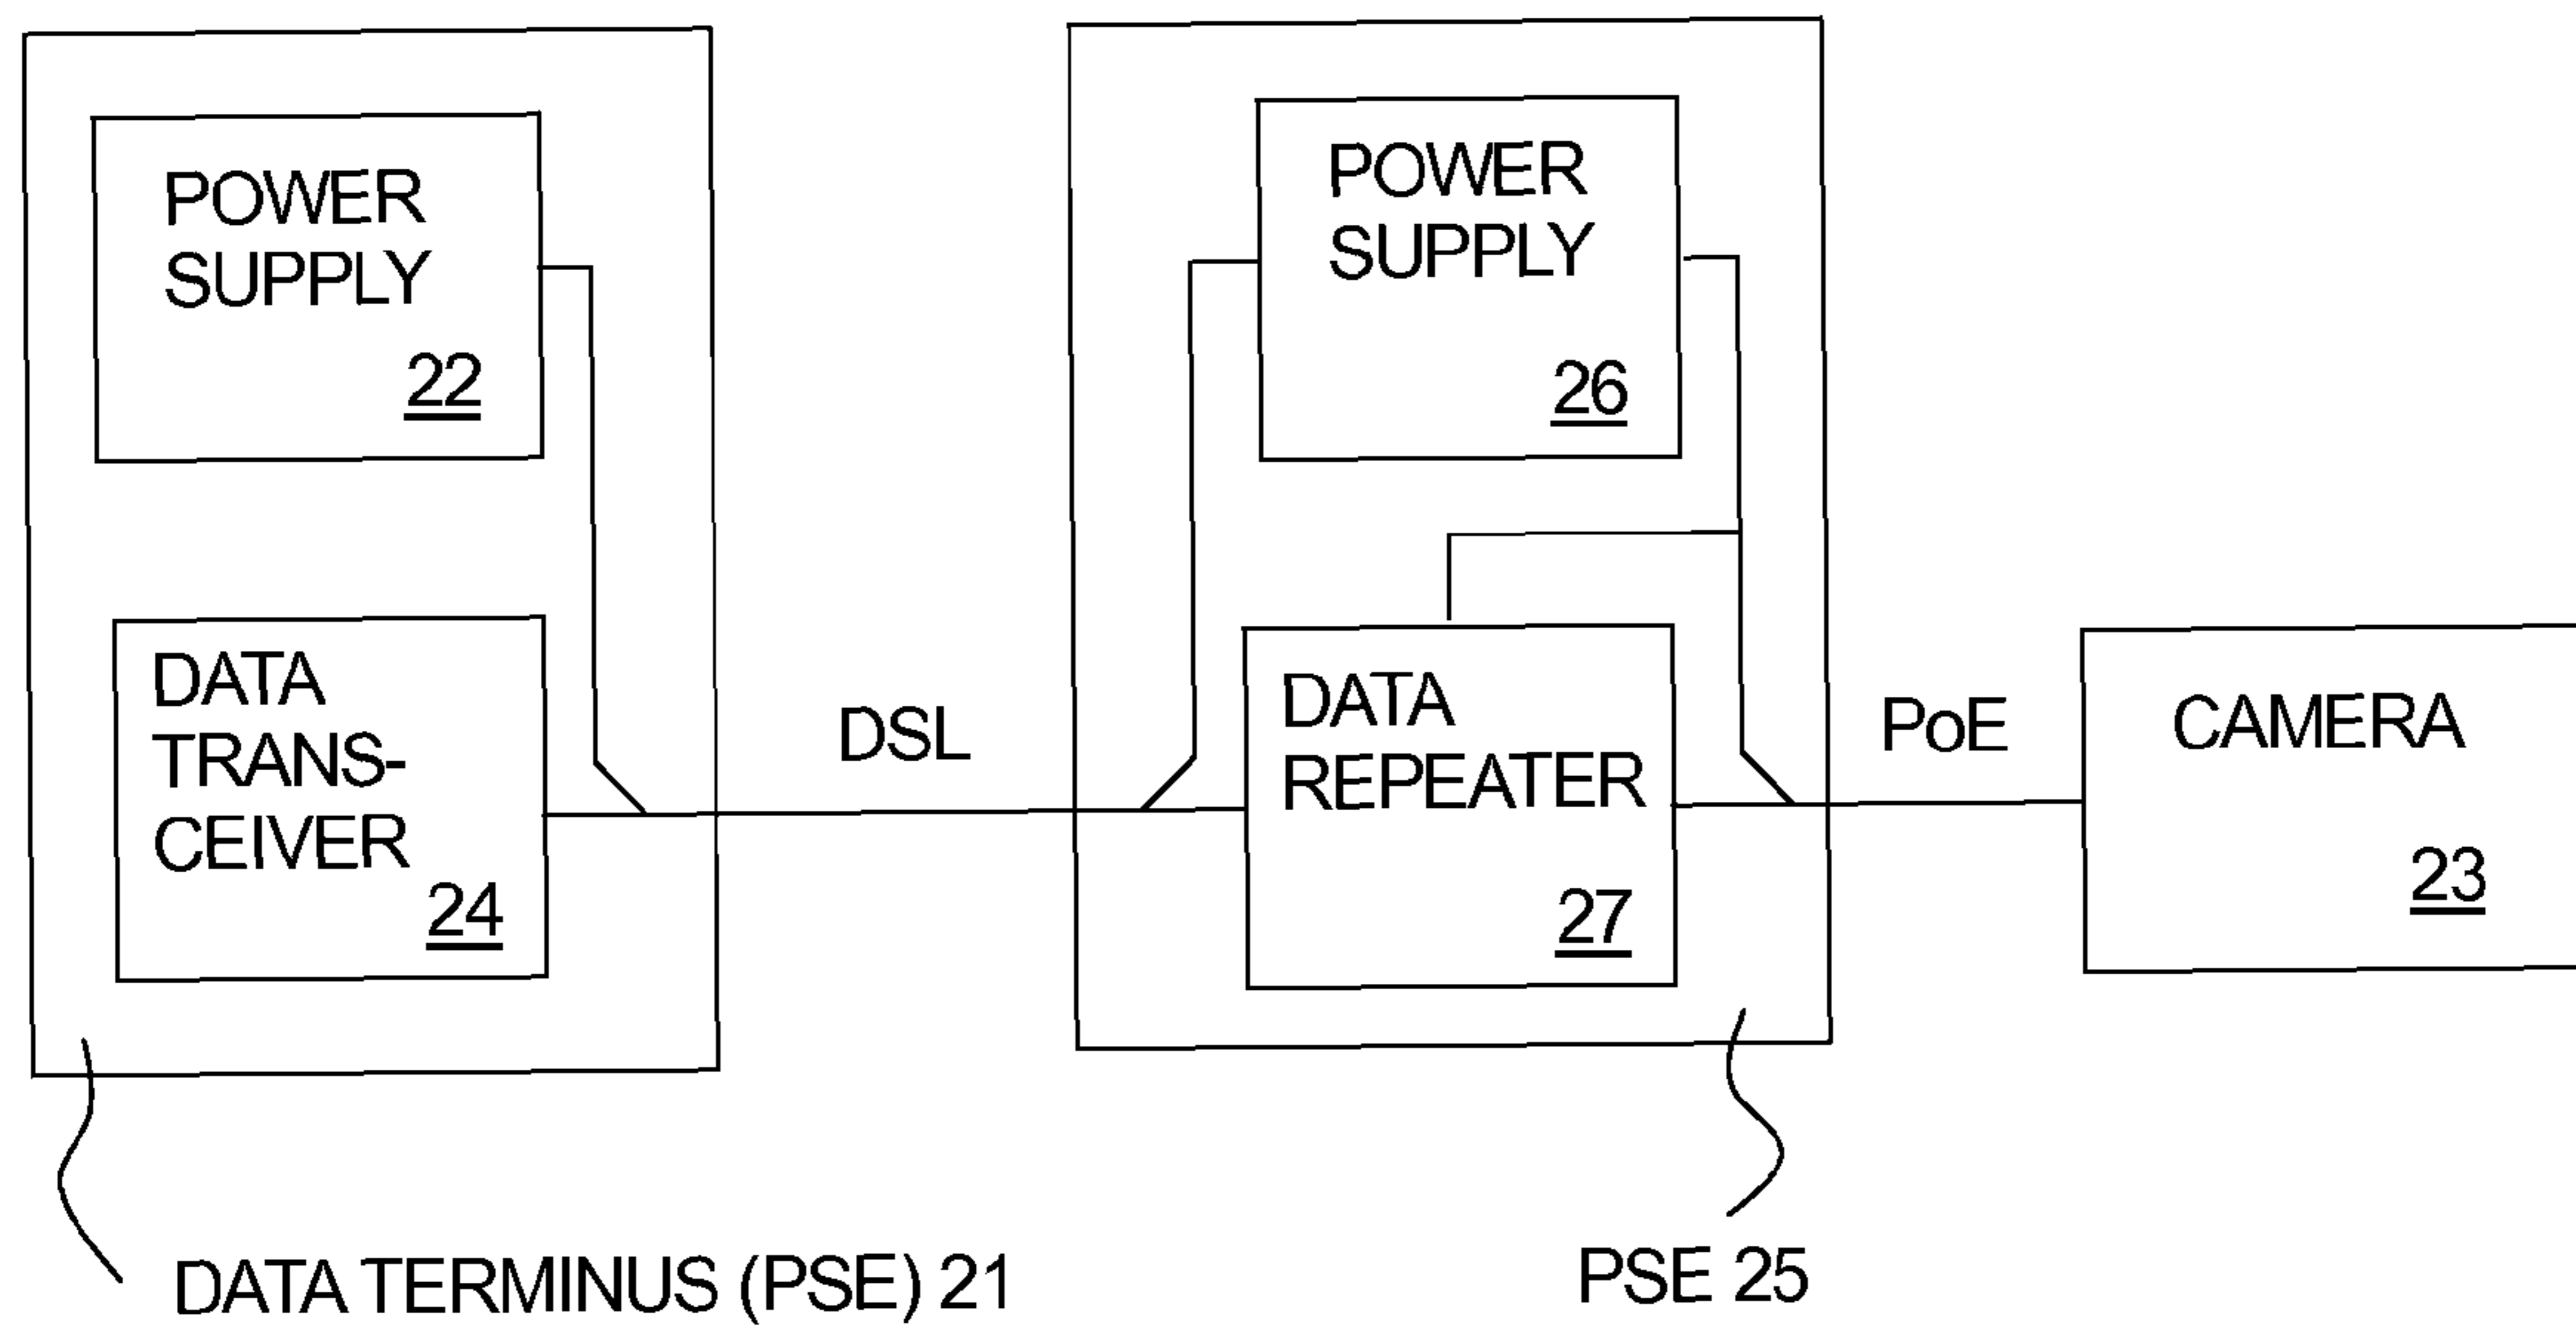 POWER
SUPPLY
22
DATA
TRANS-
CEIVER
24
DSL
POWER
SUPPLY
26
DATA
REPEATER
27
PoE
CAMERA
23
DATA TERMINUS (PSE) 21
PSE 25